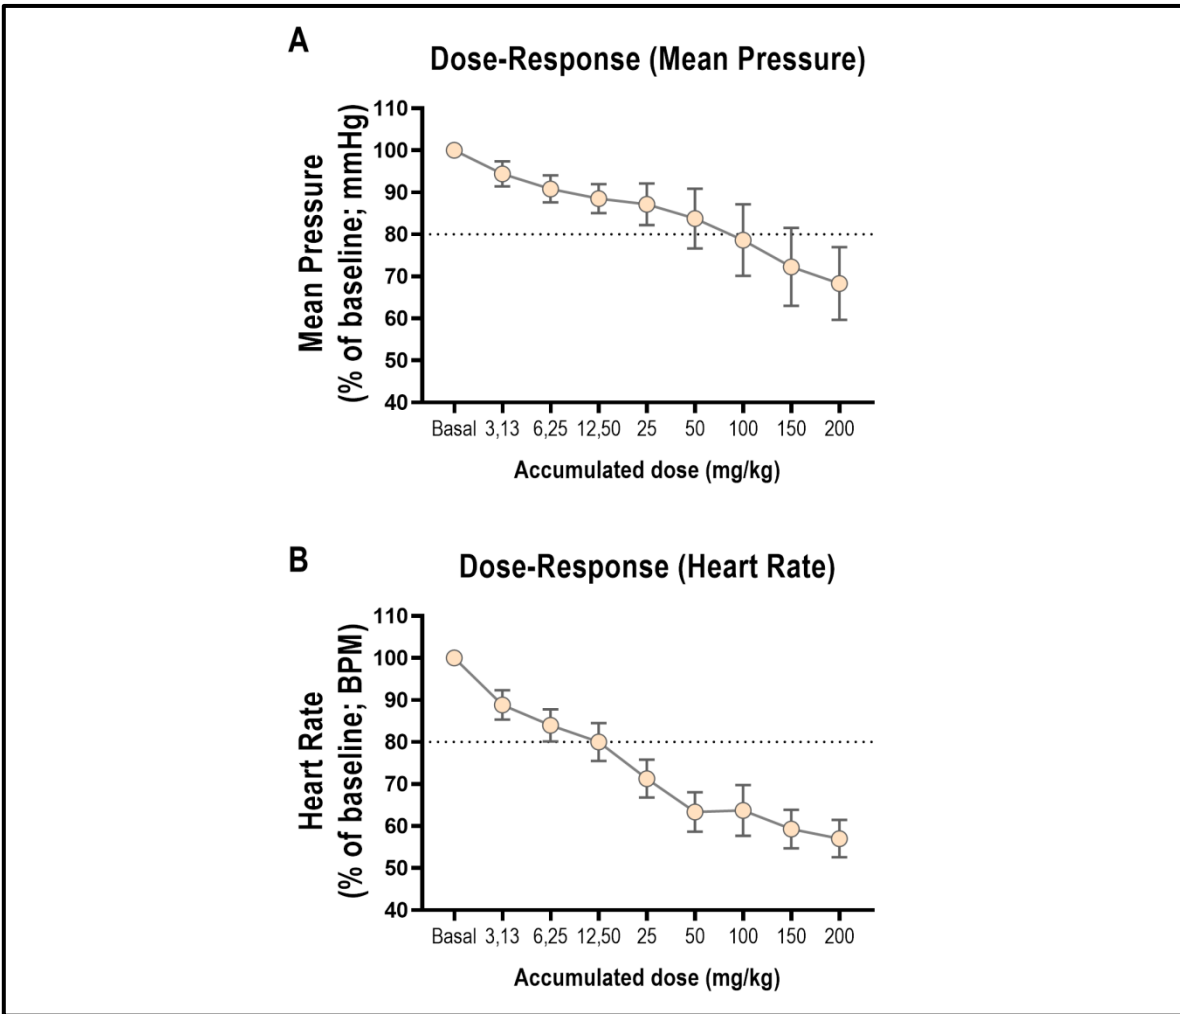 A
Dose-Response (Mean Pressure)
Mean Pressure
(% of baseline; mmHg)
110
100
90
80
70
60
50
40
Basal 3,13 6,25 12,50 25 50 100 150 200
Accumulated dose (mg/kg)
B
Dose-Response (Heart Rate)
Heart Rate
(% of baseline; BPM)
110
100
90
80
70
60
50
40
Basal 3,13 6,25 12,50 25 50 100 150 200
Accumulated dose (mg/kg)